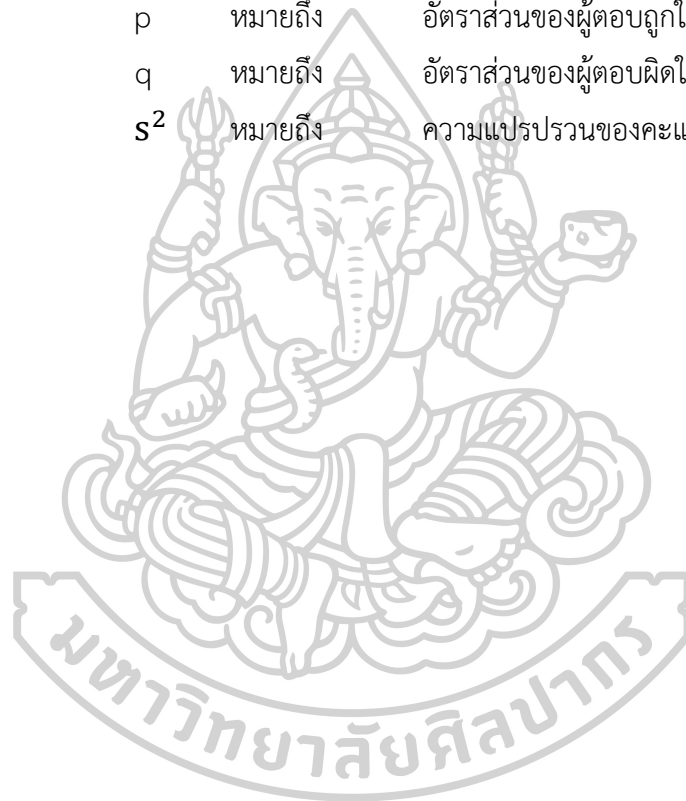 p หมายถึง อัตราส่วนของผู้ตอบถูกใ
q หมายถึง อัตราส่วนของผู้ตอบผิดใ
s² หมายถึง ความแปรปรวนของคะแ
มหาวิทยาลัยศิลปากร